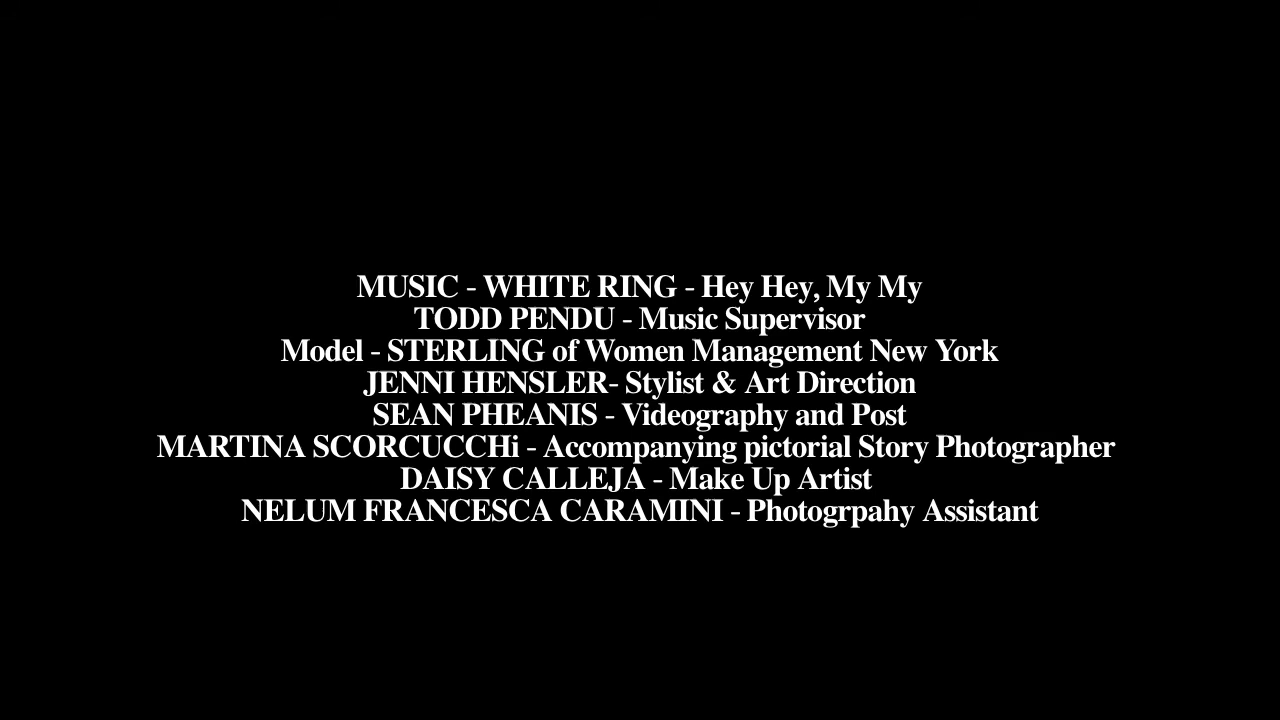 MUSIC - WHITE RING - Hey Hey, My My
TODD PENDU - Music Supervisor
Model - STERLING of Women Management New York
JENNI HENSLER- Stylist & Art Direction
SEAN PHEANIS - Videography and Post
MARTINA SCORCUCCHi - Accompanying pictorial Story Photographer
DAISY CALLEJA - Make Up Artist
NELUM FRANCESCA CARAMINI - Photogrpahy Assistant